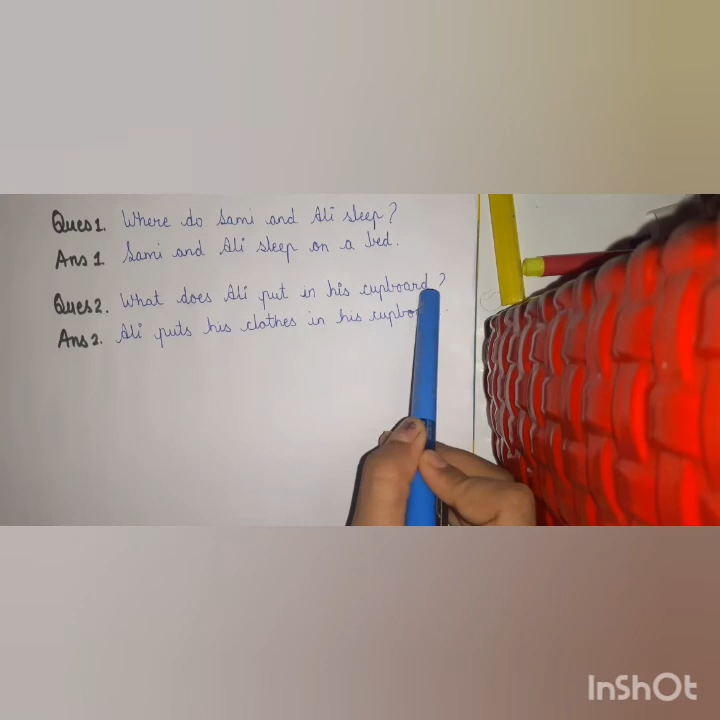 Ques 1. Where do Sami and Ali sleep?
Ans 1. Sami and Ali sleep on a bed.
Ques 2. What does Ali put in his cupboard?
Ans 2. Ali puts his clothes in his
InShOt